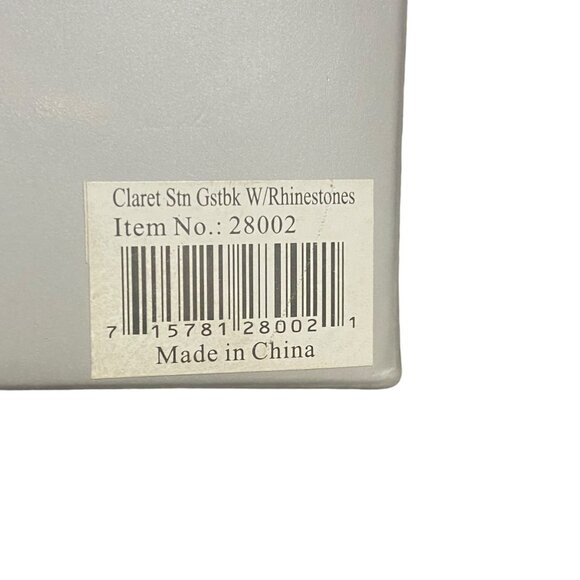 Claret Stn Gstbk W/Rhinestones
Item No.: 28002
7 15781 28002 1
Made in China